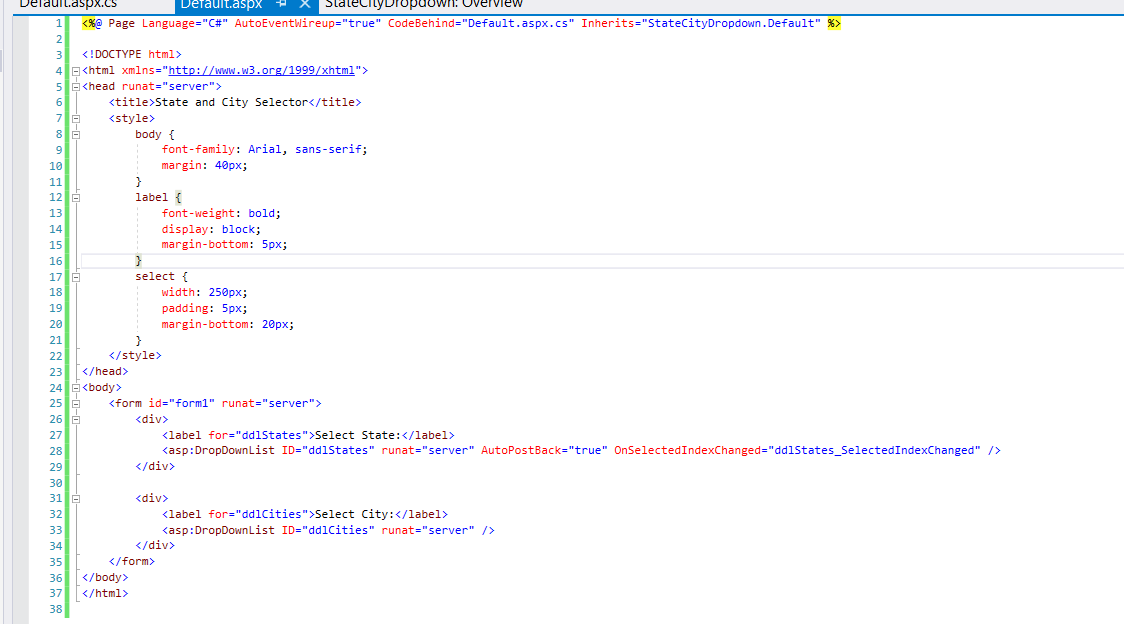 Default.aspx.cs Default.aspx StateCityDropdown: Overview
1 <%@ Page Language="C#" AutoEventWireup="true" CodeBehind="Default.aspx.cs" Inherits="StateCityDropdown.Default" %>
2
3 <!DOCTYPE html>
4 <html xmlns="http://www.w3.org/1999/xhtml">
5 <head runat="server">
6     <title>State and City Selector</title>
7     <style>
8         body {
9             font-family: Arial, sans-serif;
10             margin: 40px;
11         }
12         label {
13             font-weight: bold;
14             display: block;
15             margin-bottom: 5px;
16         }
17         select {
18             width: 250px;
19             padding: 5px;
20             margin-bottom: 20px;
21         }
22     </style>
23 </head>
24 <body>
25     <form id="form1" runat="server">
26         <div>
27             <label for="ddlStates">Select State:</label>
28             <asp:DropDownList ID="ddlStates" runat="server" AutoPostBack="true" OnSelectedIndexChanged="ddlStates_SelectedIndexChanged" />
29         </div>
30
31         <div>
32             <label for="ddlCities">Select City:</label>
33             <asp:DropDownList ID="ddlCities" runat="server" />
34         </div>
35     </form>
36 </body>
37 </html>
38